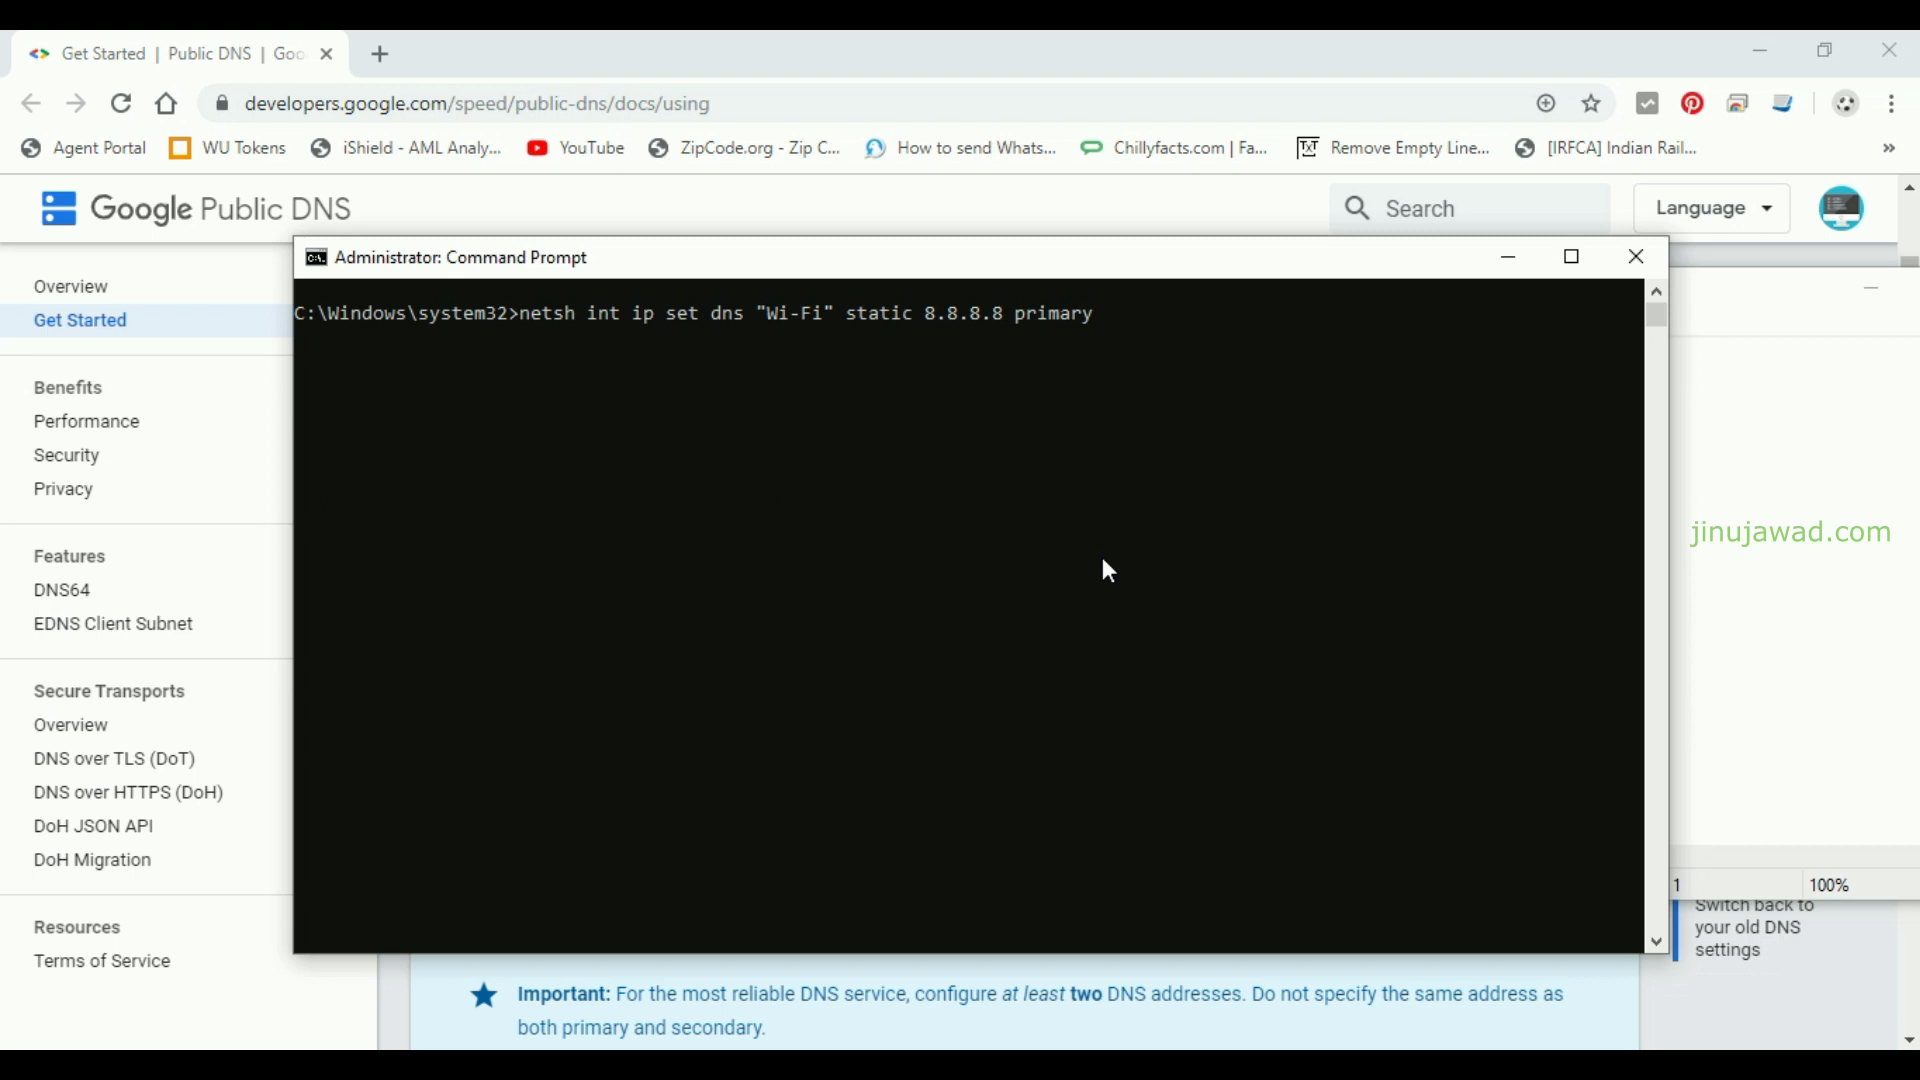 Get Started | Public DNS | Goo
developers.google.com/speed/public-dns/docs/using
Agent Portal WU Tokens iShield - AML Analy... YouTube ZipCode.org - Zip C... How to send Whats... Chillyfacts.com | Fa... TxT Remove Empty Line... [IRFCA] Indian Rail... »
Google Public DNS Search Language
Administrator: Command Prompt
C:\Windows\system32>netsh int ip set dns "Wi-Fi" static 8.8.8.8 primary
Overview
Get Started
Benefits
Performance
Security
Privacy
Features
DNS64
EDNS Client Subnet
Secure Transports
Overview
DNS over TLS (DoT)
DNS over HTTPS (DoH)
DoH JSON API
DoH Migration
Resources
Terms of Service
jinujawad.com
1 100%
Switch back to
your old DNS
settings
Important: For the most reliable DNS service, configure at least two DNS addresses. Do not specify the same address as
both primary and secondary.